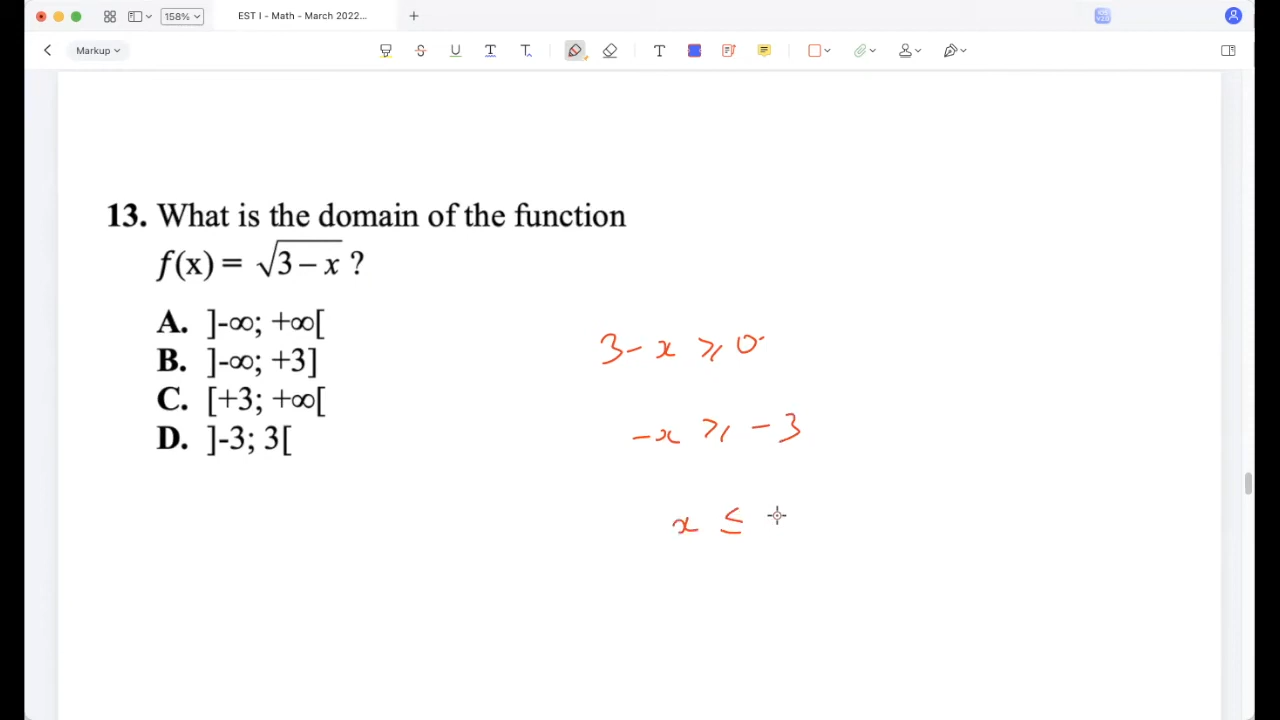 158%
EST I - Math - March 2022...
Markup
13. What is the domain of the function
f(x) = √3 – x ?
A. ]-∞; +∞[
B. ]-∞; +3]
C. [+3; +∞[
D. ]-3; 3[
3 - x ⩾ 0
-x ⩾ -3
x ≤